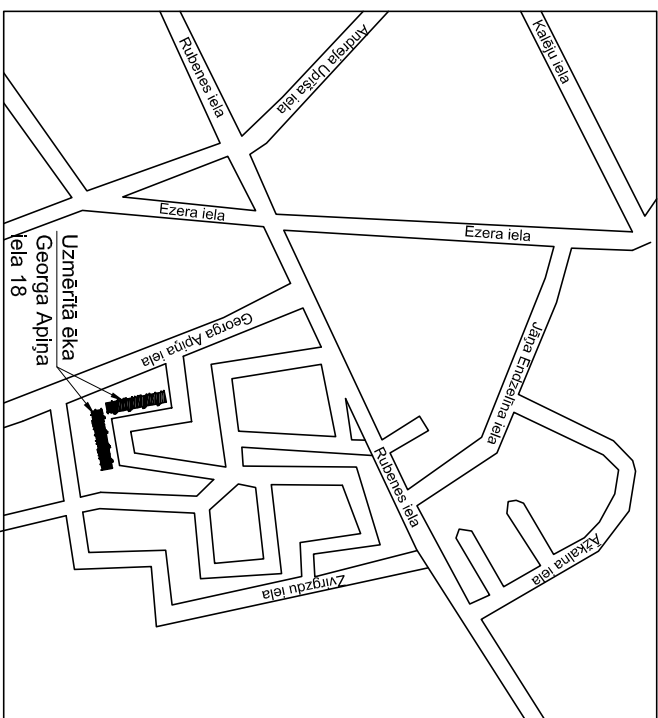 Kalēju iela
Andreja Upīša iela
Rubenes iela
Ezera iela
Ezera iela
Jāņa Endzelīna iela
Georga Apiņa iela
Uzmērītā ēka
Georga Apiņa
iela 18
Rubenes iela
Āžkalna iela
Zvirgzdu iela